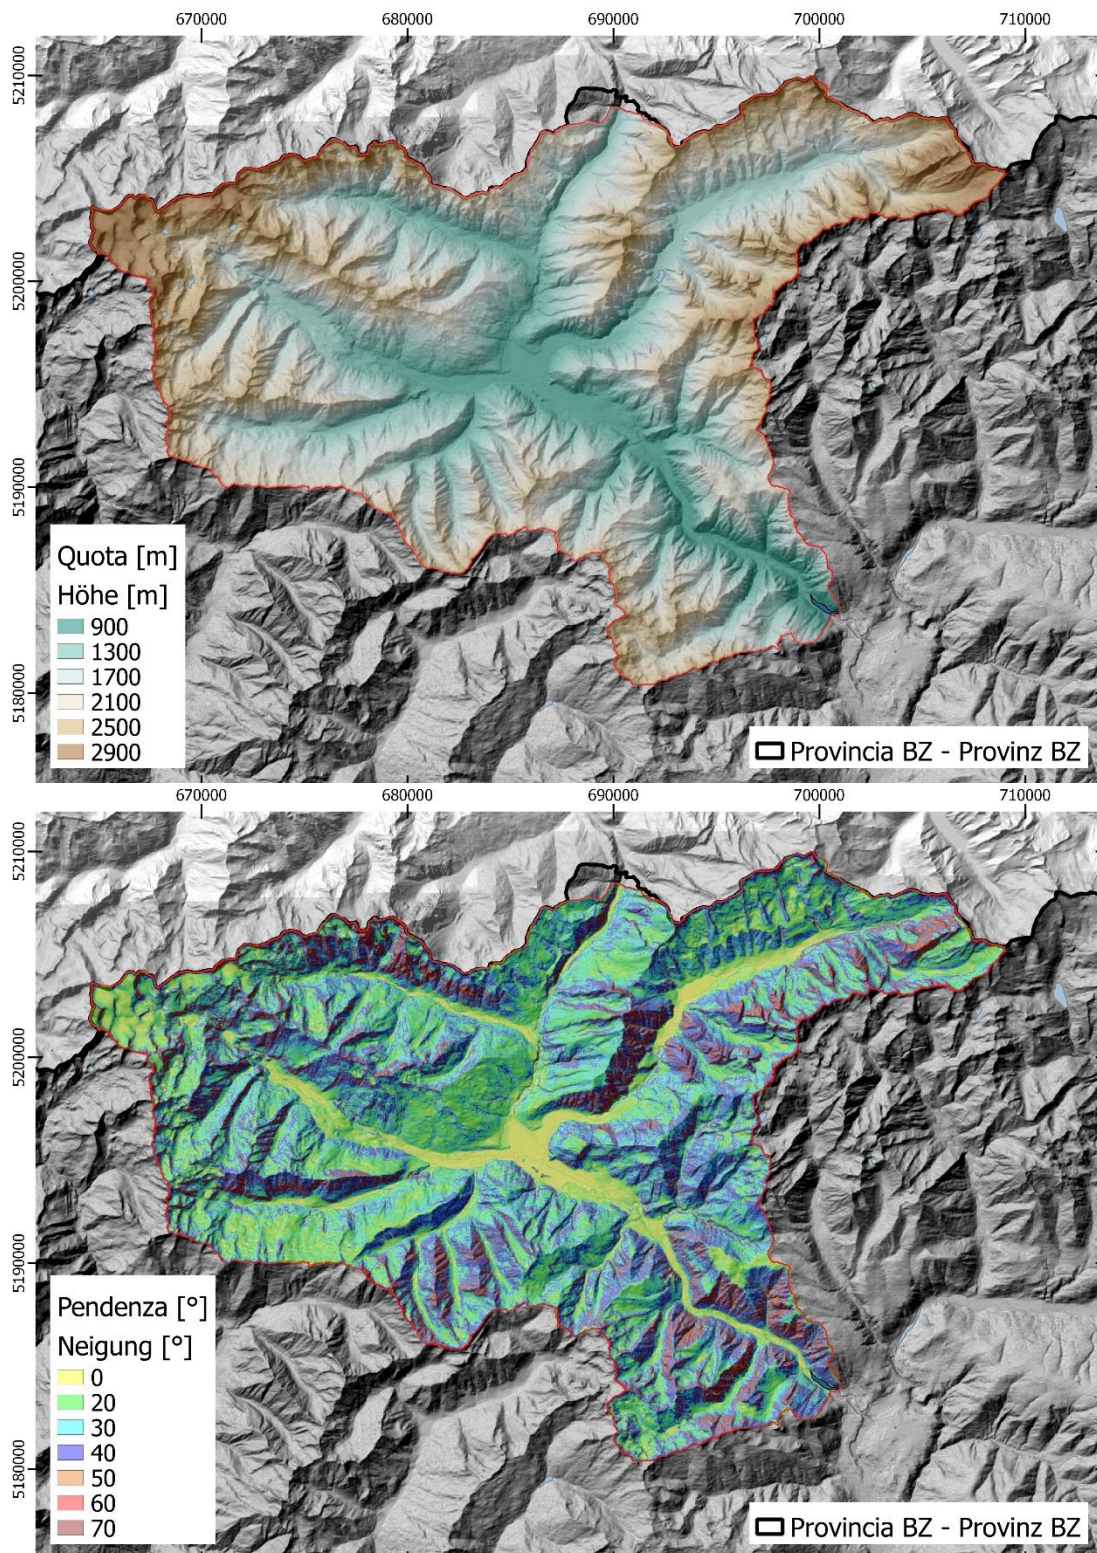 670000 680000 690000 700000 710000
5210000
5200000
5190000
5180000
Quota [m]
Höhe [m]
900
1300
1700
2100
2500
2900
Provincia BZ - Provinz BZ
670000 680000 690000 700000 710000
5210000
5200000
5190000
5180000
Pendenza [°]
Neigung [°]
0
20
30
40
50
60
70
Provincia BZ - Provinz BZ